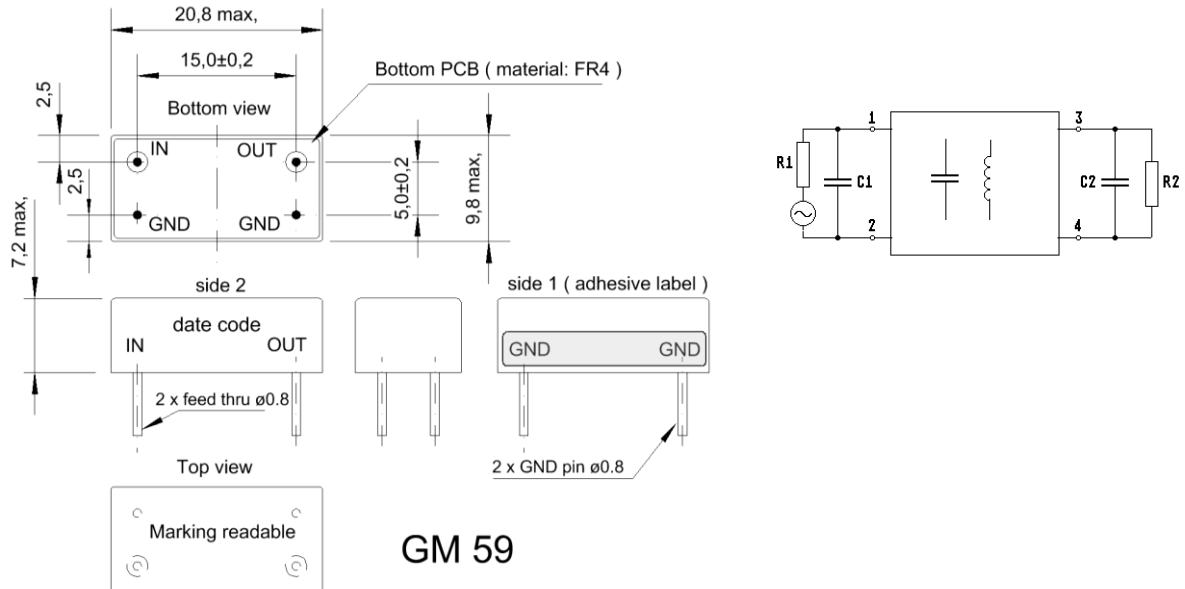 20,8 max,
15,0±0,2
Bottom PCB ( material: FR4 )
2,5
Bottom view
IN
OUT
2,5
5,0±0,2
9,8 max,
GND
GND
7,2 max,
side 2
side 1 ( adhesive label )
date code
IN
OUT
GND
GND
2 x feed thru ø0.8
2 x GND pin ø0.8
Top view
Marking readable
GM 59
1
3
R1
C1
C2
R2
2
4